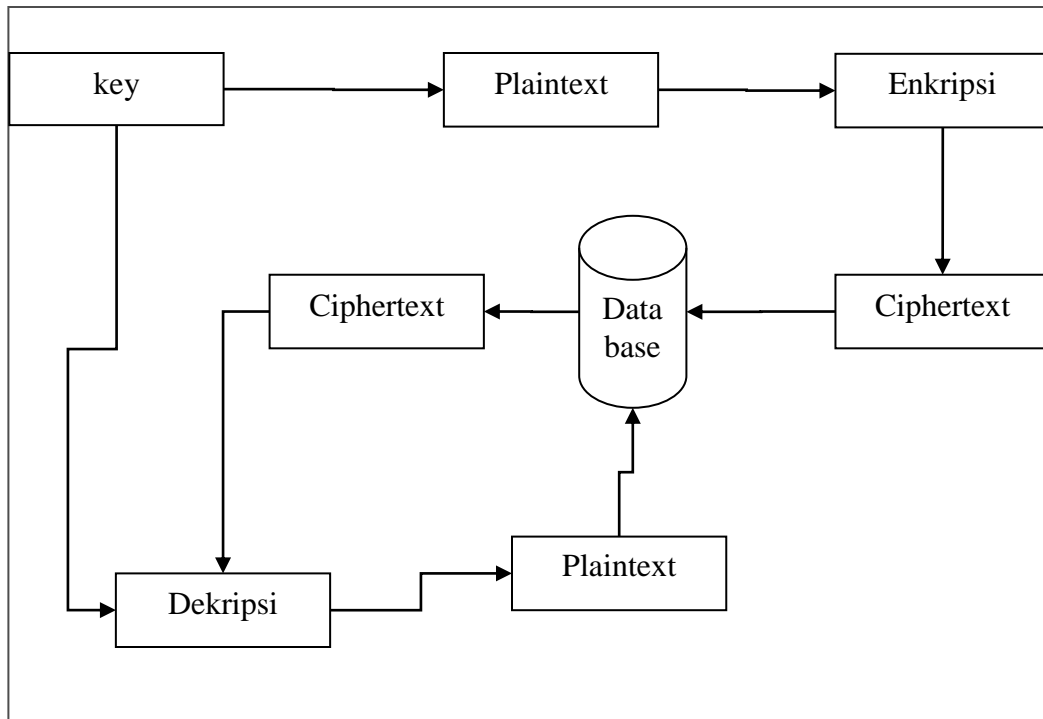 key
Plaintext
Enkripsi
Ciphertext
Data
base
Ciphertext
Plaintext
Dekripsi